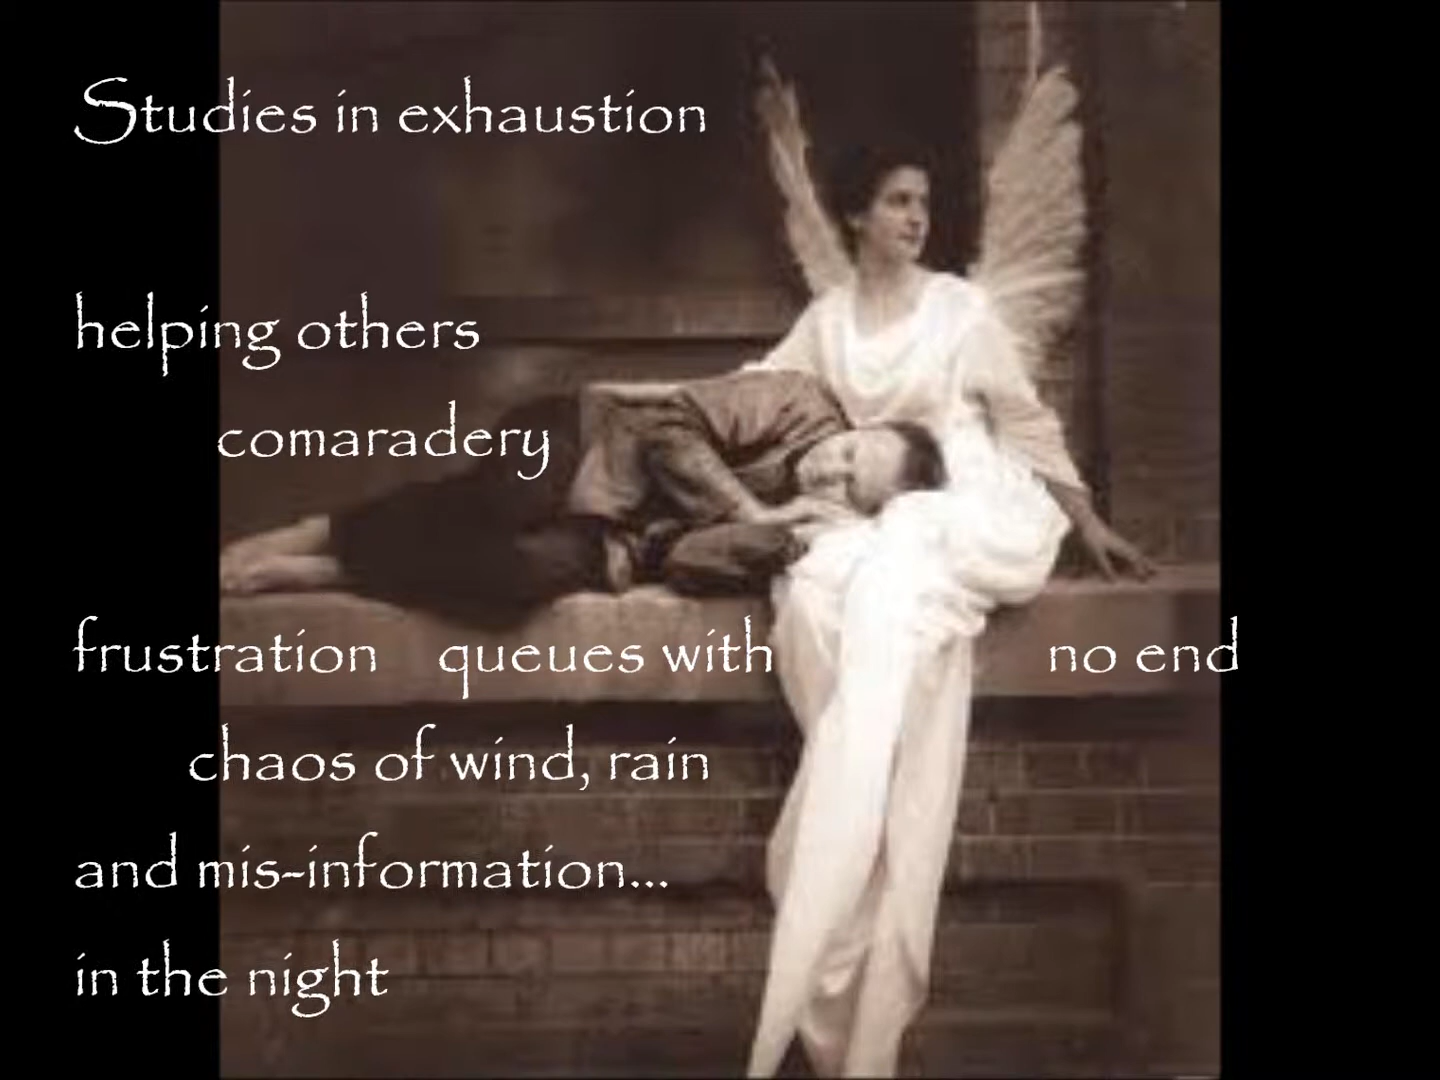 Studies in exhaustion
helping others
comaradery
frustration queues with no end
chaos of wind, rain
and mis-information...
in the night